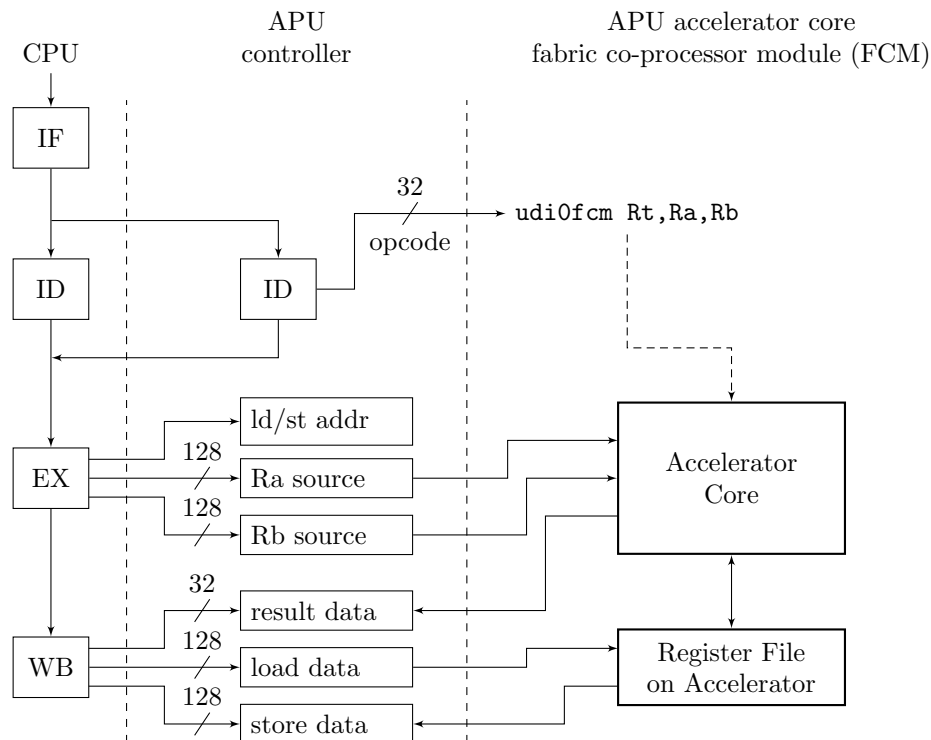 CPU
APU
controller
APU accelerator core
fabric co-processor module (FCM)
IF
32
opcode
udi0fcm Rt,Ra,Rb
ID
ID
ld/st addr
128
EX
Ra source
128
Rb source
Accelerator
Core
32
result data
128
WB
load data
128
store data
Register File
on Accelerator